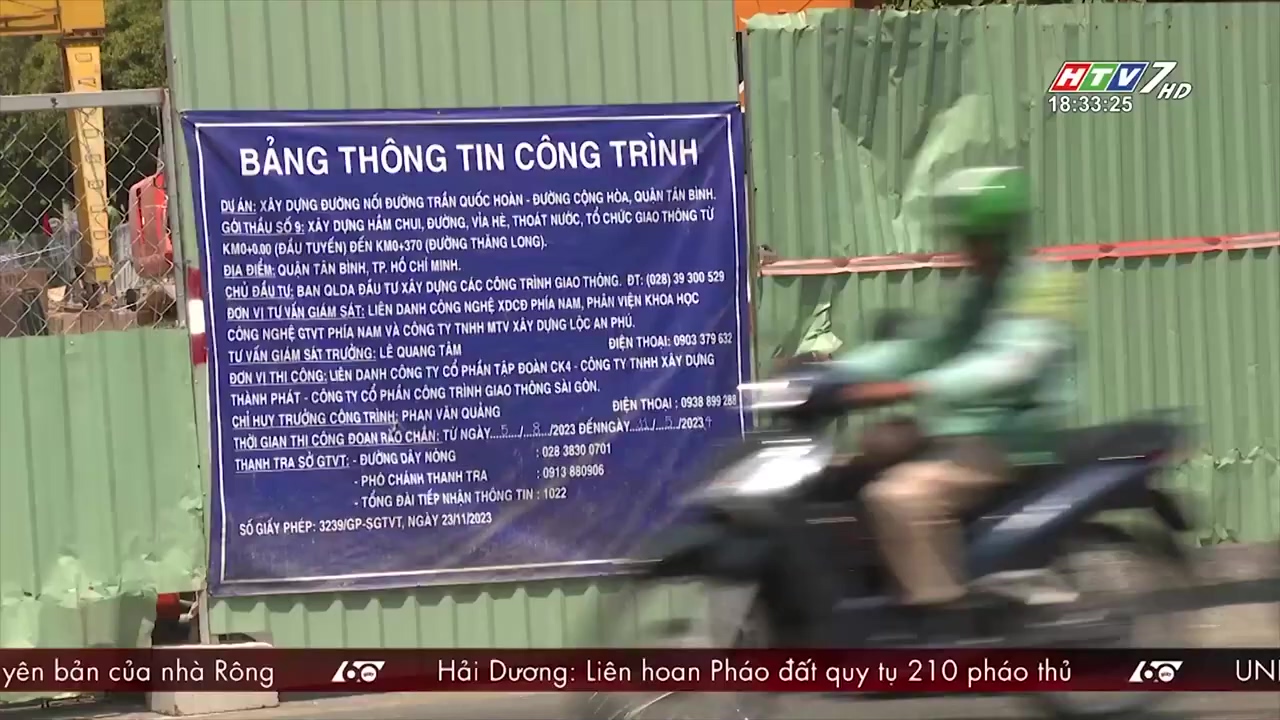 HTV7 HD
18:33:25
BẢNG THÔNG TIN CÔNG TRÌNH
DỰ ÁN: XÂY DỰNG ĐƯỜNG NỐI ĐƯỜNG TRẦN QUỐC HOÀN - ĐƯỜNG CỘNG HÒA, QUẬN TÂN BÌNH.
GÓI THẦU SỐ 9: XÂY DỰNG HẦM CHUI, ĐƯỜNG, VỈA HÈ, THOÁT NƯỚC, TỔ CHỨC GIAO THÔNG TỪ
KM0+0.00 (ĐẦU TUYẾN) ĐẾN KM0+370 (ĐƯỜNG THĂNG LONG).
ĐỊA ĐIỂM: QUẬN TÂN BÌNH, TP. HỒ CHÍ MINH.
CHỦ ĐẦU TƯ: BAN QLDA ĐẦU TƯ XÂY DỰNG CÁC CÔNG TRÌNH GIAO THÔNG. ĐT: (028) 39 300 529
ĐƠN VỊ TƯ VẤN GIÁM SÁT: LIÊN DANH CÔNG NGHỆ XDCĐ PHÍA NAM, PHÂN VIỆN KHOA HỌC
CÔNG NGHỆ GTVT PHÍA NAM VÀ CÔNG TY TNHH MTV XÂY DỰNG LỘC AN PHÚ.
TƯ VẤN GIÁM SÁT TRƯỞNG: LÊ QUANG TÂM ĐIỆN THOẠI: 0903 379 632
ĐƠN VỊ THI CÔNG: LIÊN DANH CÔNG TY CỔ PHẦN TẬP ĐOÀN CK4 - CÔNG TY TNHH XÂY DỰNG
THÀNH PHÁT - CÔNG TY CỔ PHẦN CÔNG TRÌNH GIAO THÔNG SÀI GÒN.
CHỈ HUY TRƯỞNG CÔNG TRÌNH: PHAN VĂN QUẢNG ĐIỆN THOẠI : 0938 899 288
THỜI GIAN THI CÔNG ĐOẠN RÀO CHẮN: TỪ NGÀY...5..../...8.../2023 ĐẾN NGÀY.../...5.../2023
THANH TRA SỞ GTVT: - ĐƯỜNG DÂY NÓNG : 028 3830 0701
- PHÓ CHÁNH THANH TRA : 0913 880906
- TỔNG ĐÀI TIẾP NHẬN THÔNG TIN : 1022
SỐ GIẤY PHÉP: 3239/GP-SGTVT, NGÀY 23/11/2023
yên bản của nhà Rông 60 giây Hải Dương: Liên hoan Pháo đất quy tụ 210 pháo thủ 60 giây UNI